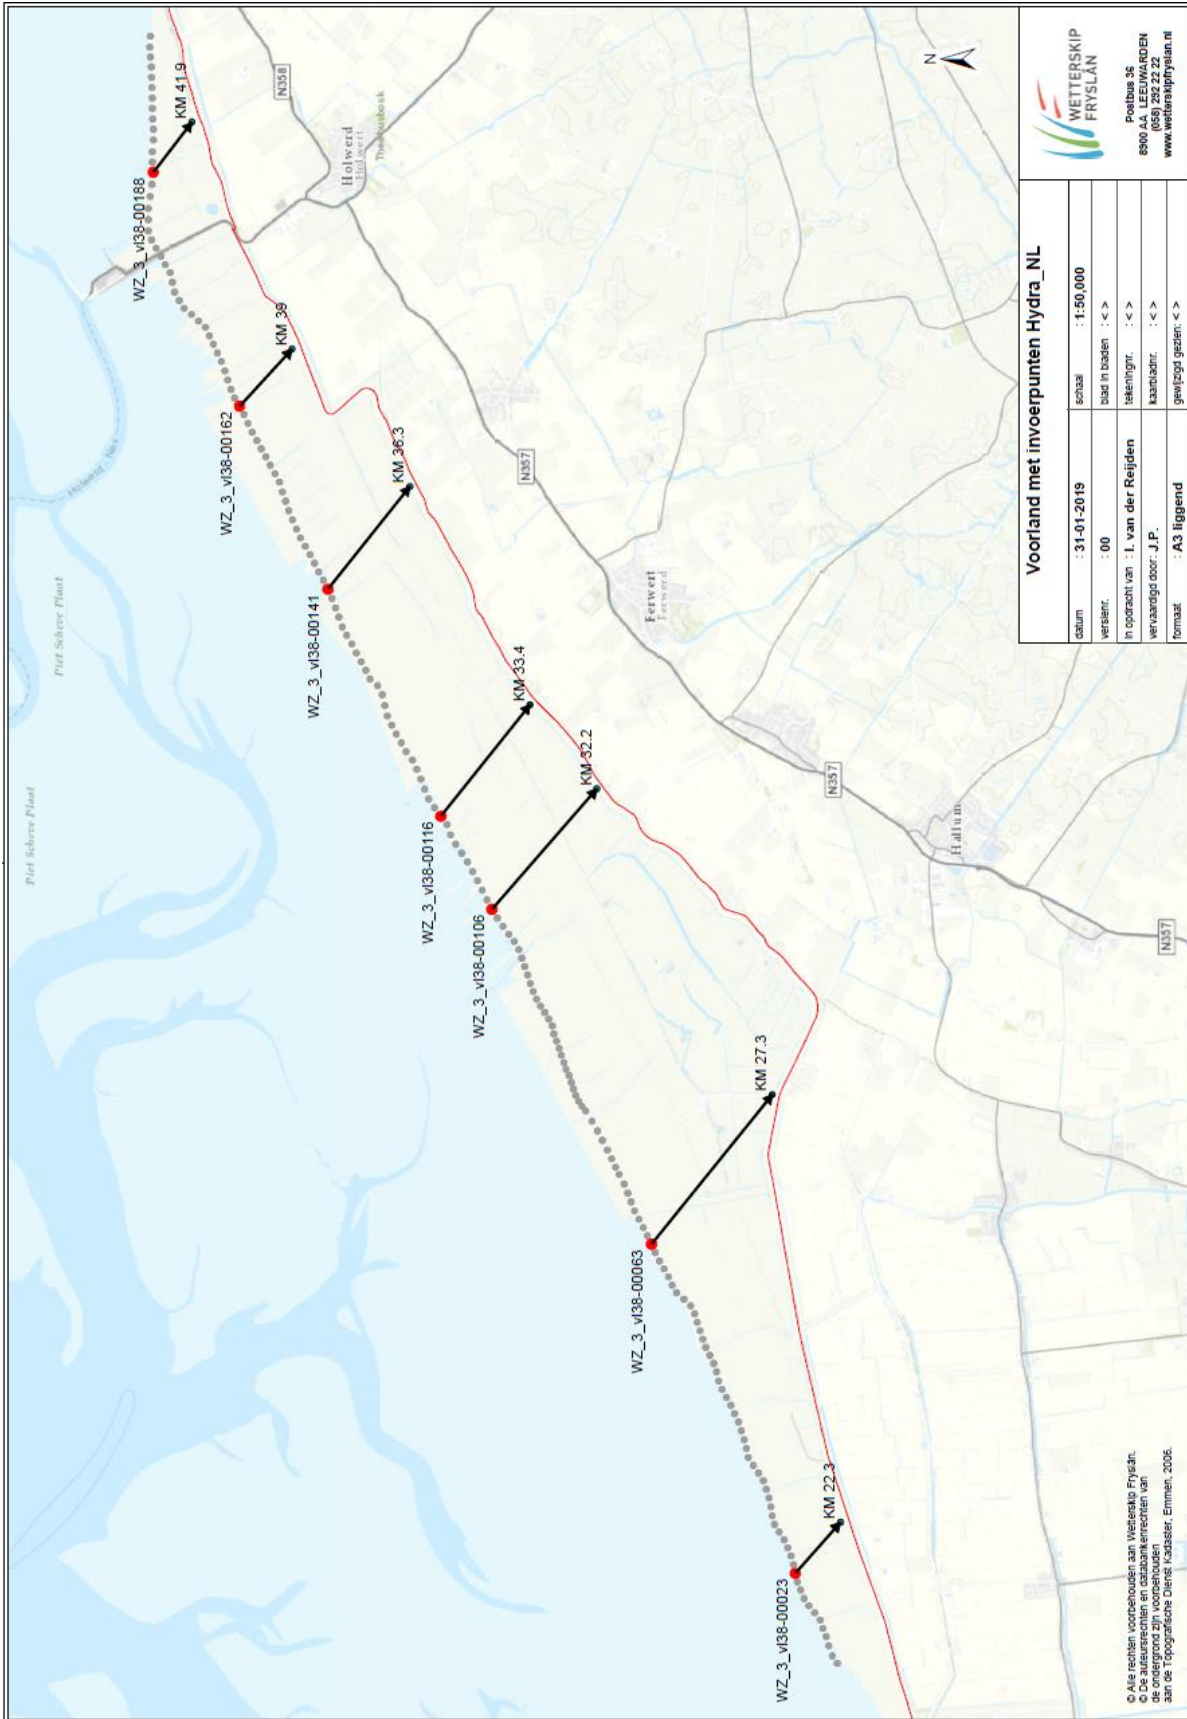 Piet Scheve Plaat
Piet Scheve Plaat
Holwerd - Nes
WZ_3_vl38-00188
KM 41.9
N358
Holwerd
Holwert
WZ_3_vl38-00162
KM 39
WZ_3_vl38-00141
KM 36.3
N357
WZ_3_vl38-00116
KM 33.4
Ferwert
Ferwerd
WZ_3_vl38-00106
KM 32.2
N357
Hallum
N357
WZ_3_vl38-00063
KM 27.3
WZ_3_vl38-00023
KM 22.3
N
© Alle rechten voorbehouden aan Wetterskip Fryslân.
© De auteursrechten en databankenrechten van
de ondergrond zijn voorbehouden
aan de Topografische Dienst Kadaster, Emmen, 2006.
Voorland met invoerpunten Hydra_NL
datum : 31-01-2019 schaal : 1:50,000
versienr. : 00 blad in bladen : < >
in opdracht van : I. van der Reijden tekeningnr. : < >
vervaardigd door: J.P. kaartbladnr. : < >
formaat : A3 liggend gewijzigd gezien: < >
WETTERSKIP
FRYSLÂN
Postbus 36
8900 AA LEEUWARDEN
(058) 292 22 22
www.wetterskipfryslan.nl